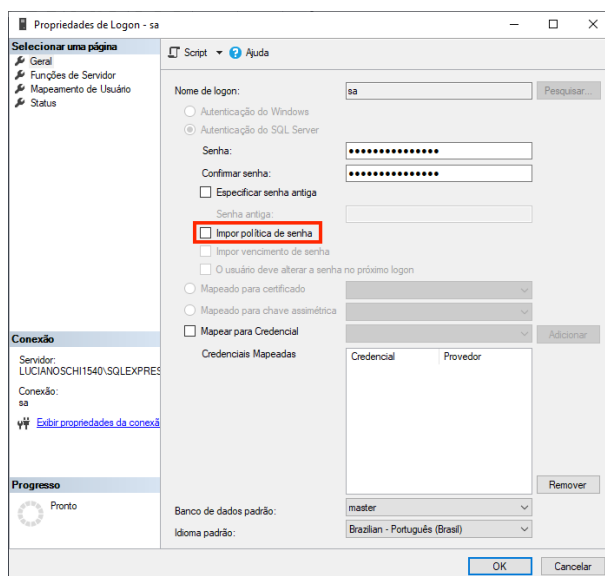 Propriedades de Logon - sa
Selecionar uma página
Geral
Funções de Servidor
Mapeamento de Usuário
Status
Script
Ajuda
Nome de logon:
sa
Pesquisar...
Autenticação do Windows
Autenticação do SQL Server
Senha:
Confirmar senha:
Especificar senha antiga
Senha antiga:
Impor política de senha
Impor vencimento de senha
O usuário deve alterar a senha no próximo logon
Mapeado para certificado
Mapeado para chave assimétrica
Mapear para Credencial
Adicionar
Credenciais Mapeadas
Credencial Provedor
Remover
Banco de dados padrão:
master
Idioma padrão:
Brazilian - Português (Brasil)
Conexão
Servidor:
LUCIANOSCHI1540\SQLEXPRES
Conexão:
sa
Exibir propriedades da conexã
Progresso
Pronto
OK
Cancelar